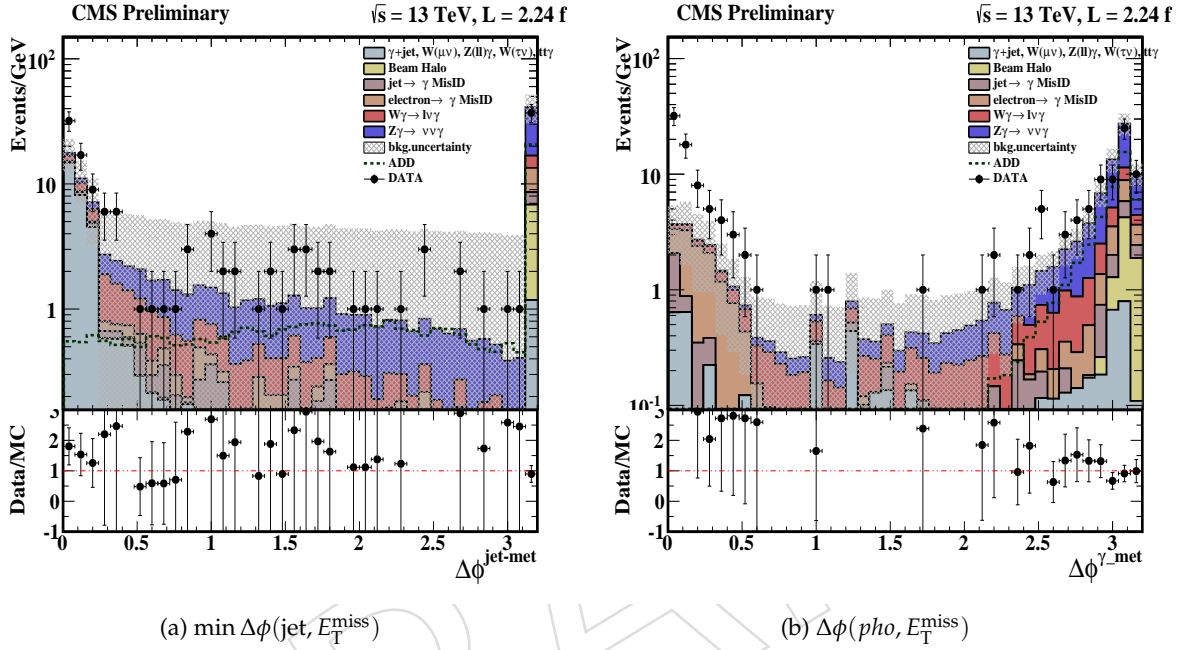 CMS Preliminary √s = 13 TeV, L = 2.24 f
Events/GeV
10²
10
1
γ+jet, W(μν), Z(ll)γ, W(τν), ttγ
Beam Halo
jet→ γ MisID
electron→ γ MisID
Wγ→ lνγ
Zγ→ ννγ
bkg.uncertainty
ADD
DATA
Data/MC
3
2
1
0
-1
0 0.5 1 1.5 2 2.5 3
Δϕ^jet-met
(a) min Δϕ(jet, E_T^miss)
CMS Preliminary √s = 13 TeV, L = 2.24 f
Events/GeV
10²
10
1
10⁻¹
γ+jet, W(μν), Z(ll)γ, W(τν), ttγ
Beam Halo
jet→ γ MisID
electron→ γ MisID
Wγ→ lνγ
Zγ→ ννγ
bkg.uncertainty
ADD
DATA
Data/MC
3
2
1
0
-1
0 0.5 1 1.5 2 2.5 3
Δϕ^γ_met
(b) Δϕ(pho, E_T^miss)